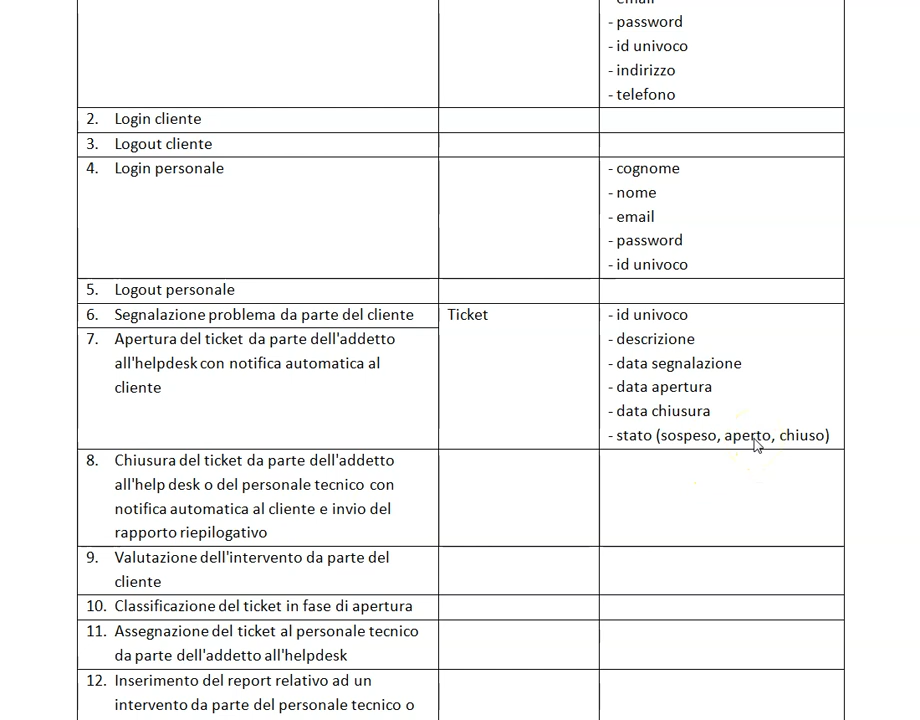 - email
- password
- id univoco
- indirizzo
- telefono
2. Login cliente
3. Logout cliente
4. Login personale
- cognome
- nome
- email
- password
- id univoco
5. Logout personale
6. Segnalazione problema da parte del cliente
7. Apertura del ticket da parte dell'addetto
all'helpdesk con notifica automatica al
cliente
Ticket
- id univoco
- descrizione
- data segnalazione
- data apertura
- data chiusura
- stato (sospeso, aperto, chiuso)
8. Chiusura del ticket da parte dell'addetto
all'help desk o del personale tecnico con
notifica automatica al cliente e invio del
rapporto riepilogativo
9. Valutazione dell'intervento da parte del
cliente
10. Classificazione del ticket in fase di apertura
11. Assegnazione del ticket al personale tecnico
da parte dell'addetto all'helpdesk
12. Inserimento del report relativo ad un
intervento da parte del personale tecnico o